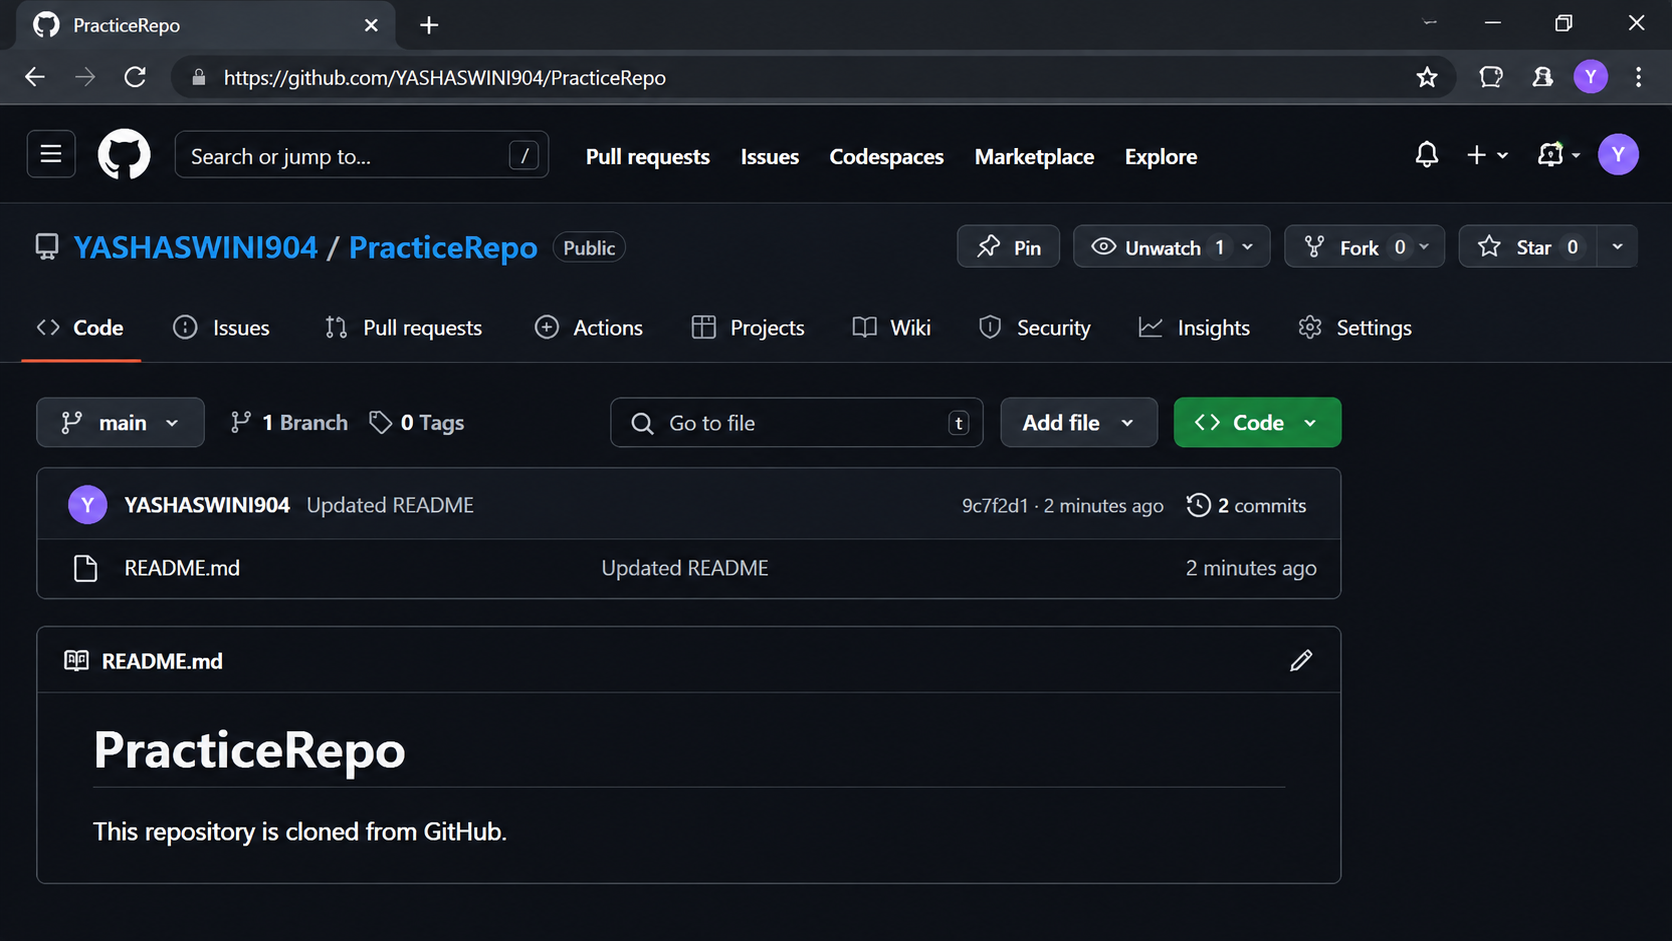 PracticeRepo
https://github.com/YASHASWINI904/PracticeRepo
Y
Search or jump to... /
Pull requests Issues Codespaces Marketplace Explore
Y
YASHASWINI904 / PracticeRepo Public
Pin
Unwatch 1
Fork 0
Star 0
Code Issues Pull requests Actions Projects Wiki Security Insights Settings
main 1 Branch 0 Tags
Go to file t
Add file
Code
Y YASHASWINI904 Updated README 9c7f2d1 · 2 minutes ago 2 commits
README.md Updated README 2 minutes ago
README.md
PracticeRepo
This repository is cloned from GitHub.